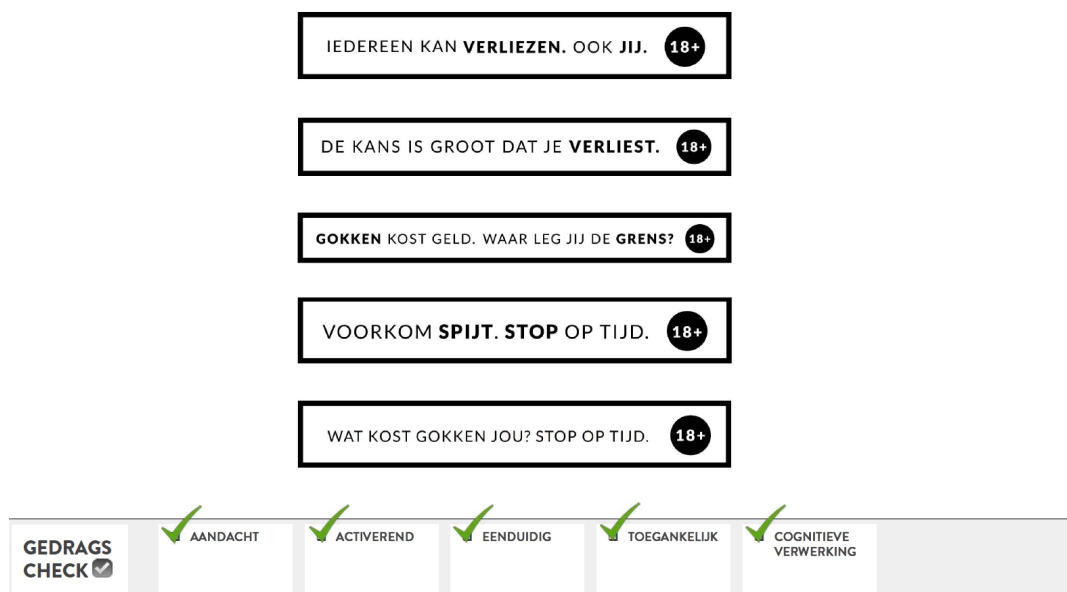 IEDEREEN KAN VERLIEZEN. OOK JIJ. 18+
DE KANS IS GROOT DAT JE VERLIEST. 18+
GOKKEN KOST GELD. WAAR LEG JIJ DE GRENS? 18+
VOORKOM SPIJT. STOP OP TIJD. 18+
WAT KOST GOKKEN JOU? STOP OP TIJD. 18+
GEDRAGS
CHECK
AANDACHT
ACTIVEREND
EENDUIDIG
TOEGANKELIJK
COGNITIEVE
VERWERKING